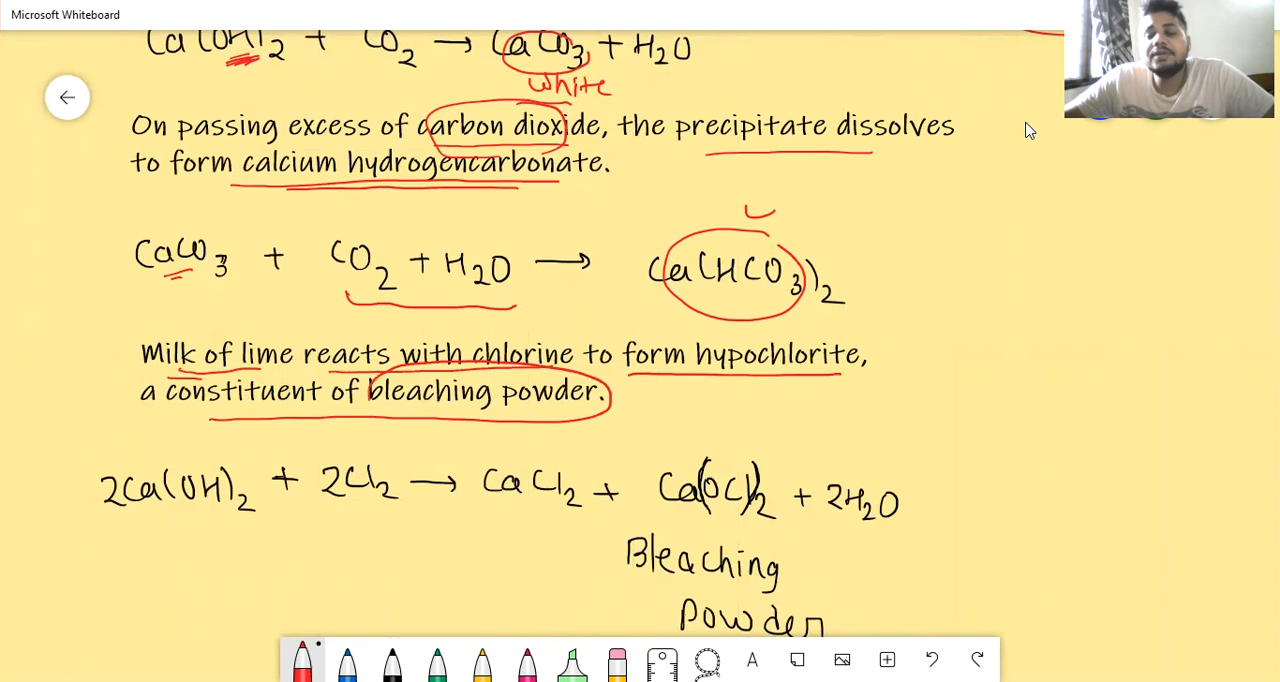 Microsoft Whiteboard
Ca(OH)2 + CO2 → CaCO3 + H2O
white
On passing excess of carbon dioxide, the precipitate dissolves
to form calcium hydrogencarbonate.
CaCO3 + CO2 + H2O → Ca(HCO3)2
Milk of lime reacts with chlorine to form hypochlorite,
a constituent of bleaching powder.
2Ca(OH)2 + 2Cl2 → CaCl2 + Ca(OCl)2 + 2H2O
Bleaching
Powder
A